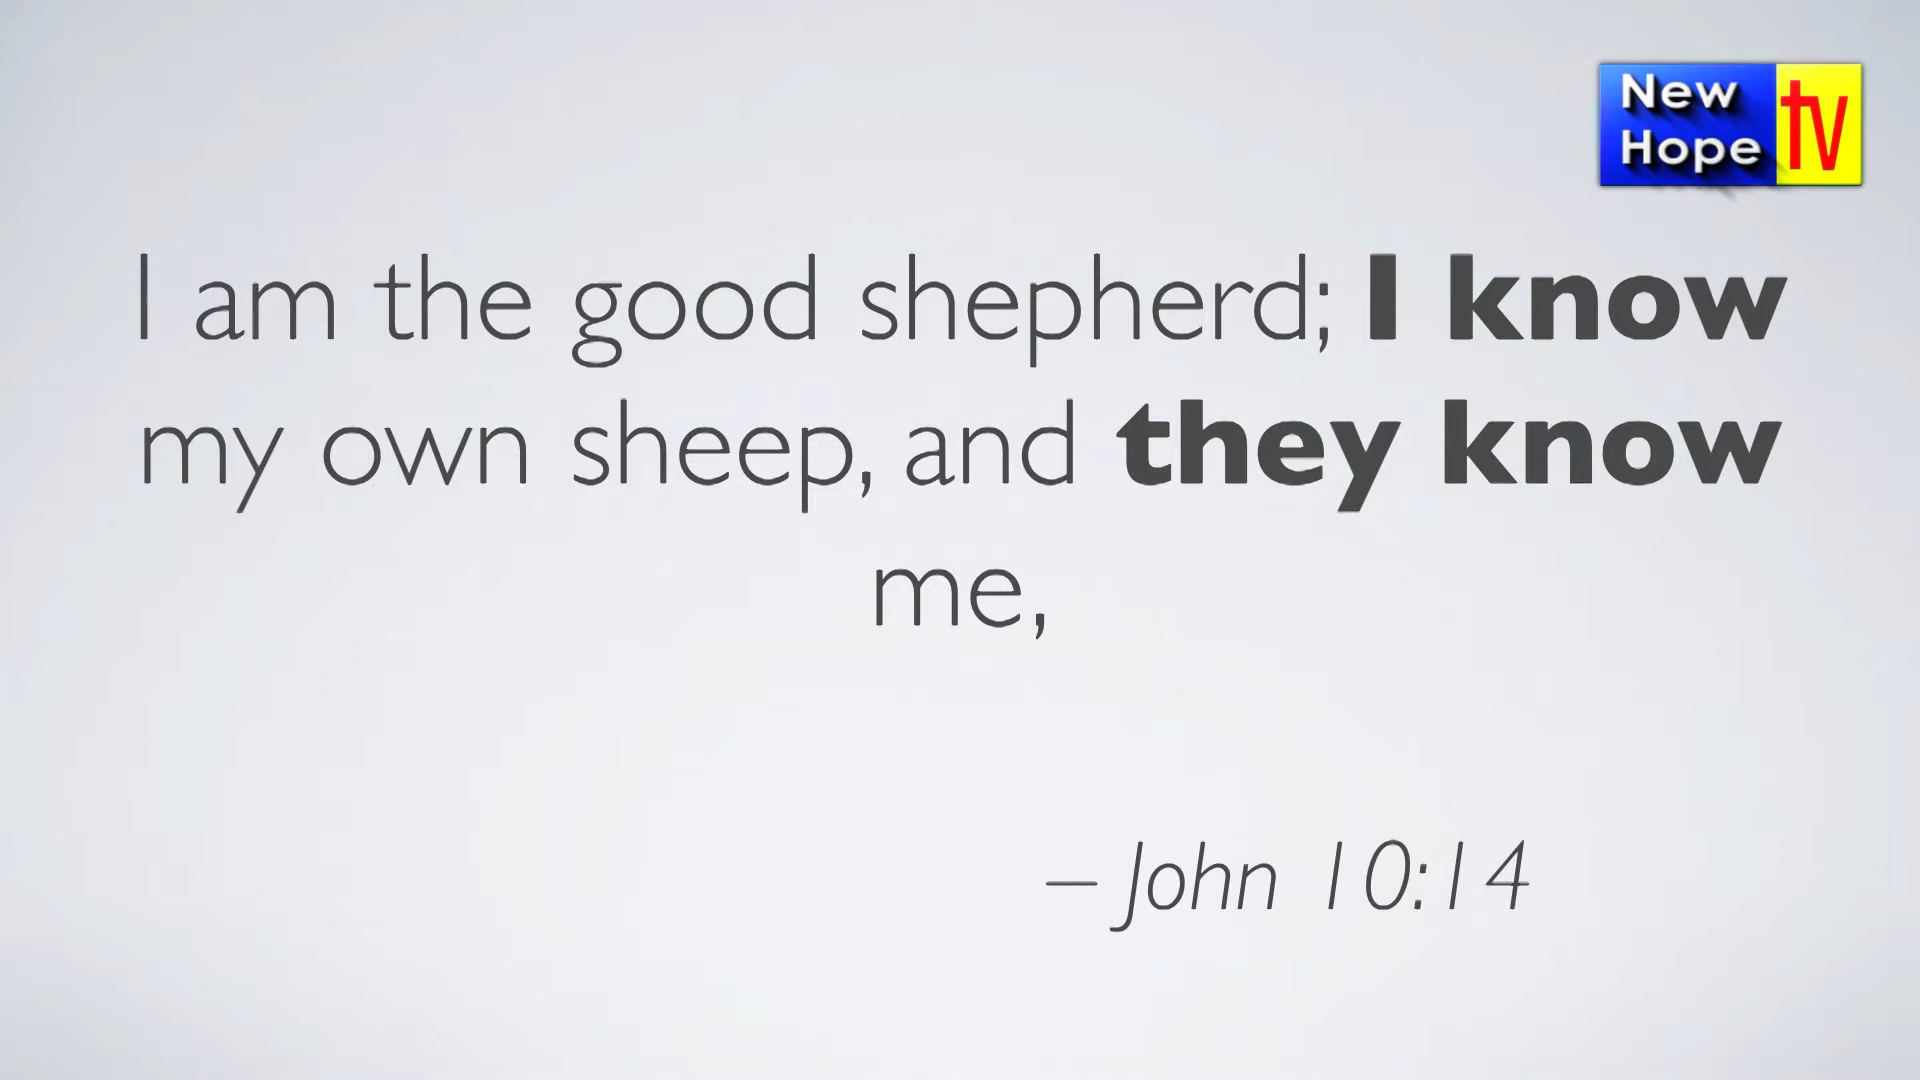 New
Hope
tv
I am the good shepherd; I know
my own sheep, and they know
me,
– John 10:14